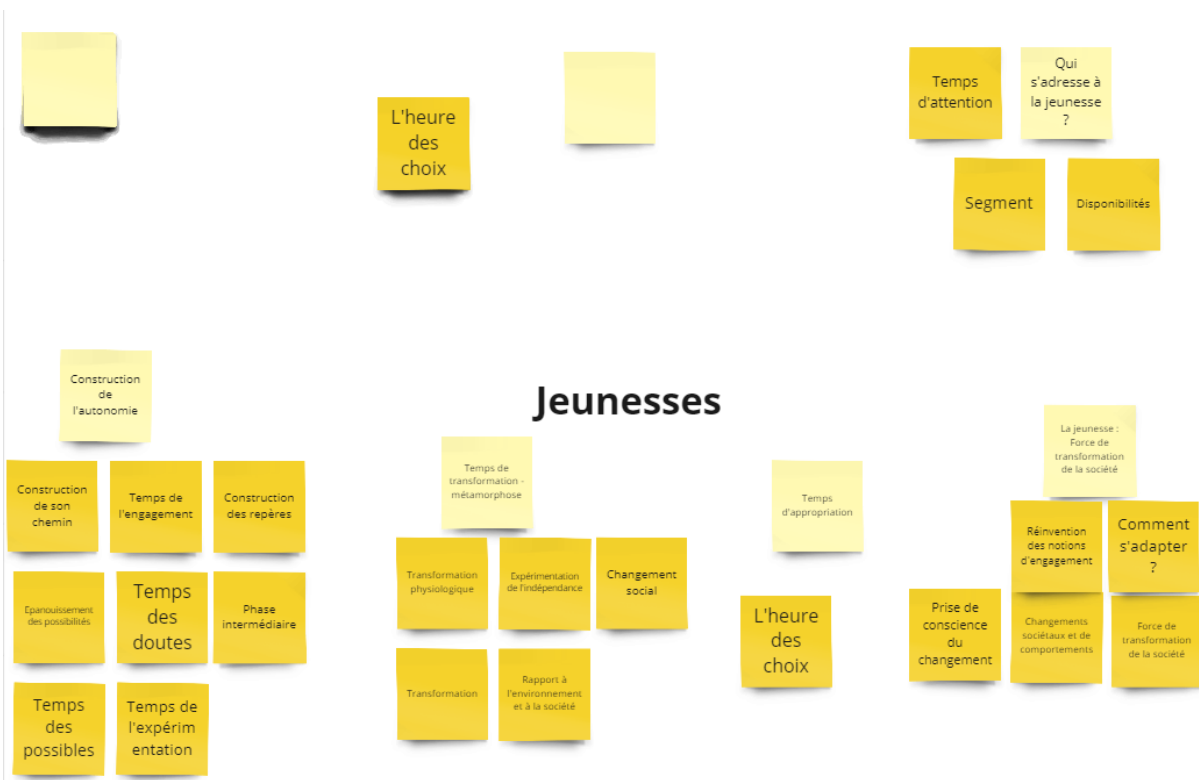 L'heure
des
choix
Temps
d'attention
Qui
s'adresse à
la jeunesse
?
Segment
Disponibilités
Jeunesses
Construction
de
l'autonomie
Construction
de son
chemin
Temps de
l'engagement
Construction
des repères
Epanouissement
des possibilités
Temps
des
doutes
Phase
intermédiaire
Temps
des
possibles
Temps de
l'expérim
entation
Temps de
transformation -
métamorphose
Transformation
physiologique
Expérimentation
de l'indépendance
Changement
social
Transformation
Rapport à
l'environnement
et à la société
Temps
d'appropriation
L'heure
des
choix
La jeunesse :
Force de
transformation
de la société
Réinvention
des notions
d'engagement
Comment
s'adapter
?
Prise de
conscience
du
changement
Changements
sociétaux et de
comportements
Force de
transformation
de la société